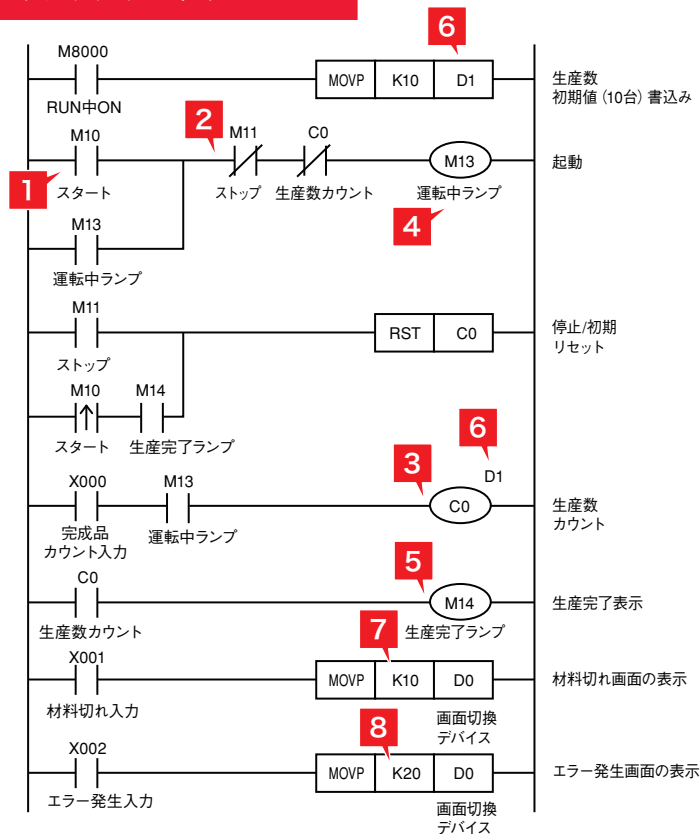 6
M8000
MOVP K10 D1
生産数
初期値(10台)書込み
RUN中ON
2
M10
M11
C0
M13
起動
1
スタート
ストップ
生産数カウント
運転中ランプ
4
M13
運転中ランプ
M11
RST C0
停止/初期
リセット
ストップ
M10
M14
スタート
生産完了ランプ
6
3
D1
X000
M13
C0
生産数
カウント
完成品
カウント入力
運転中ランプ
5
C0
M14
生産完了表示
生産数カウント
生産完了ランプ
7
X001
MOVP K10 D0
材料切れ画面の表示
材料切れ入力
画面切換
デバイス
8
X002
MOVP K20 D0
エラー発生画面の表示
エラー発生入力
画面切換
デバイス